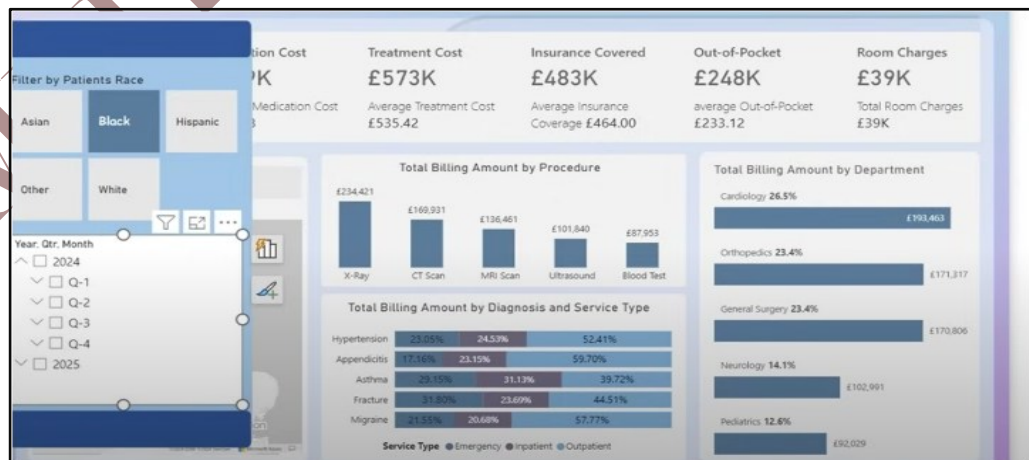 tion Cost
Treatment Cost
Insurance Covered
Out-of-Pocket
Room Charges
£573K
£483K
£248K
£39K
Medication Cost
Average Treatment Cost
£535.42
Average Insurance
Coverage £464.00
average Out-of-Pocket
£233.12
Total Room Charges
£39K
Filter by Patients Race
Asian
Black
Hispanic
Other
White
Year, Qtr, Month
2024
Q-1
Q-2
Q-3
Q-4
2025
Total Billing Amount by Procedure
£234,421
£169,931
£136,461
£101,840
£87,953
X-Ray
CT Scan
MRI Scan
Ultrasound
Blood Test
Total Billing Amount by Diagnosis and Service Type
Hypertension 23.05% 24.53% 52.41%
Appendicitis 17.16% 23.15% 59.70%
Asthma 29.15% 31.13% 39.72%
Fracture 31.80% 23.69% 44.51%
Migraine 21.55% 20.68% 57.77%
Service Type Emergency Inpatient Outpatient
Total Billing Amount by Department
Cardiology 26.5%
£193,463
Orthopedics 23.4%
£171,317
General Surgery 23.4%
£170,806
Neurology 14.1%
£102,991
Pediatrics 12.6%
£92,029